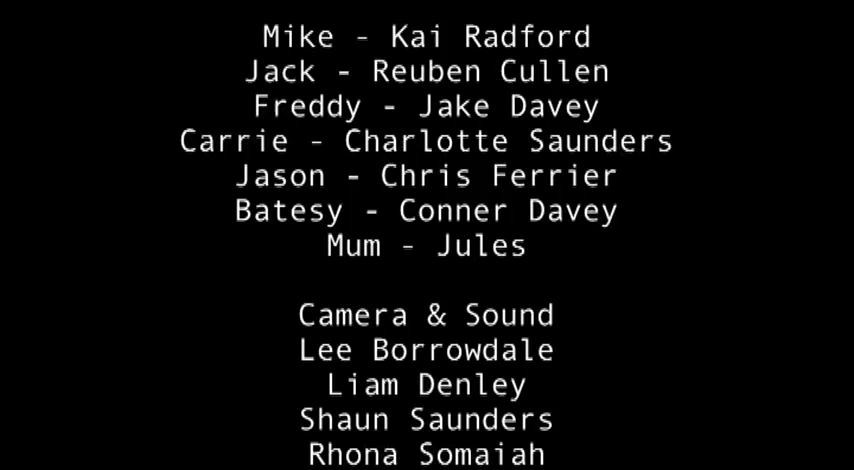 Mike - Kai Radford
Jack - Reuben Cullen
Freddy - Jake Davey
Carrie - Charlotte Saunders
Jason - Chris Ferrier
Batesy - Conner Davey
Mum - Jules
Camera & Sound
Lee Borrowdale
Liam Denley
Shaun Saunders
Rhona Somaiah